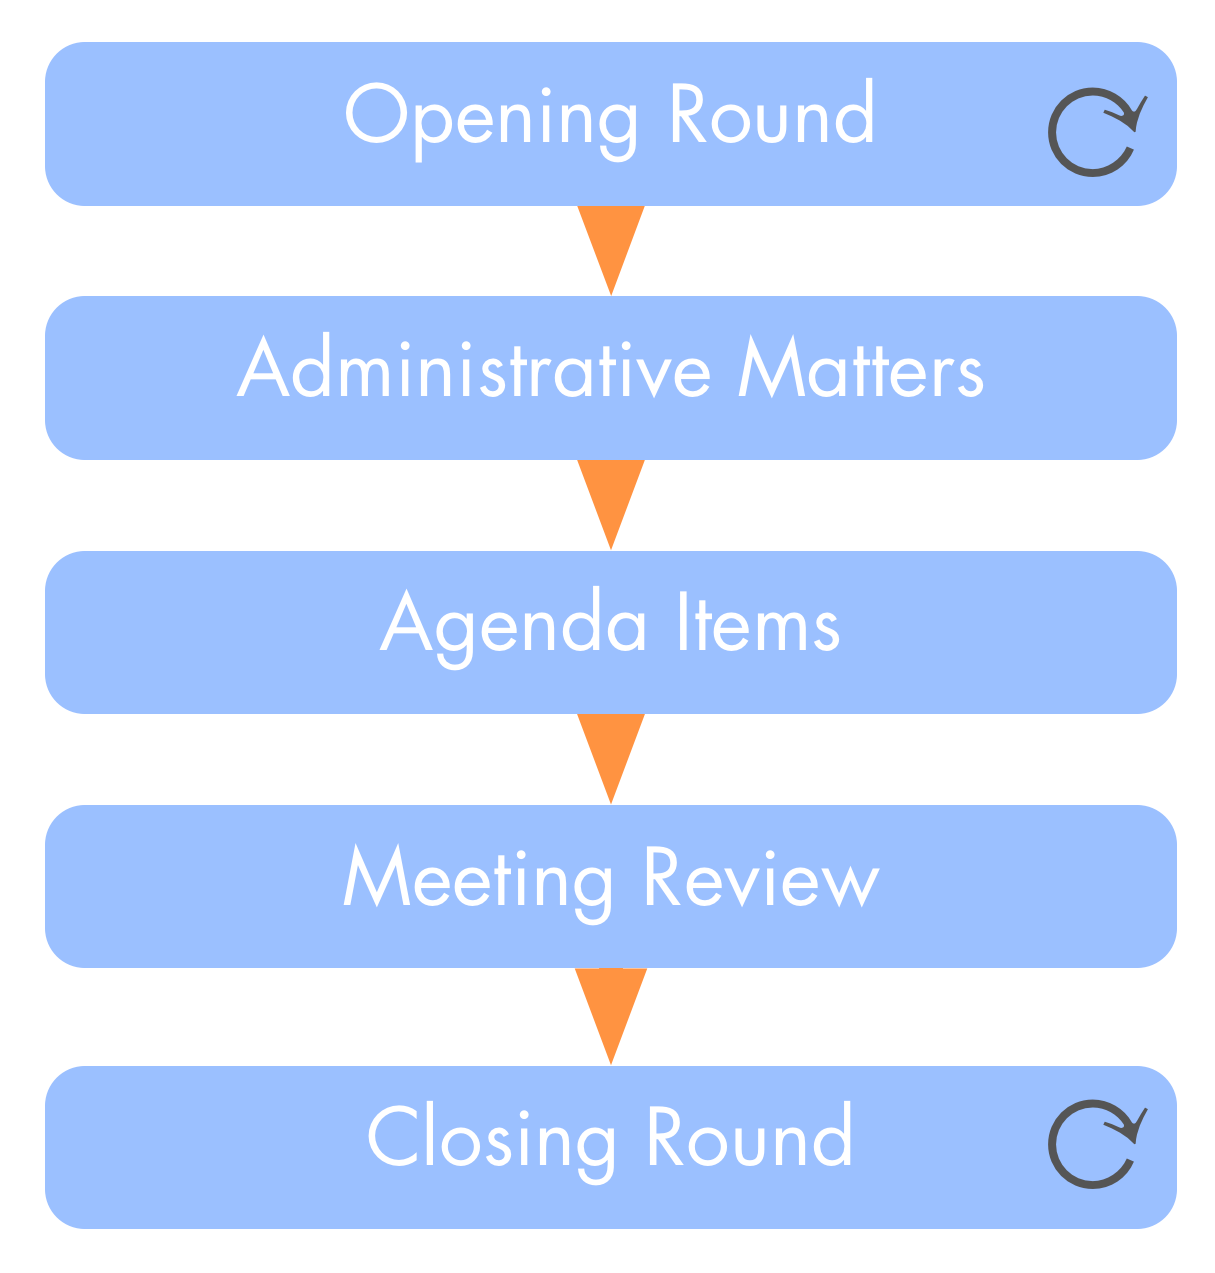 Opening Round
Administrative Matters
Agenda Items
Meeting Review
Closing Round